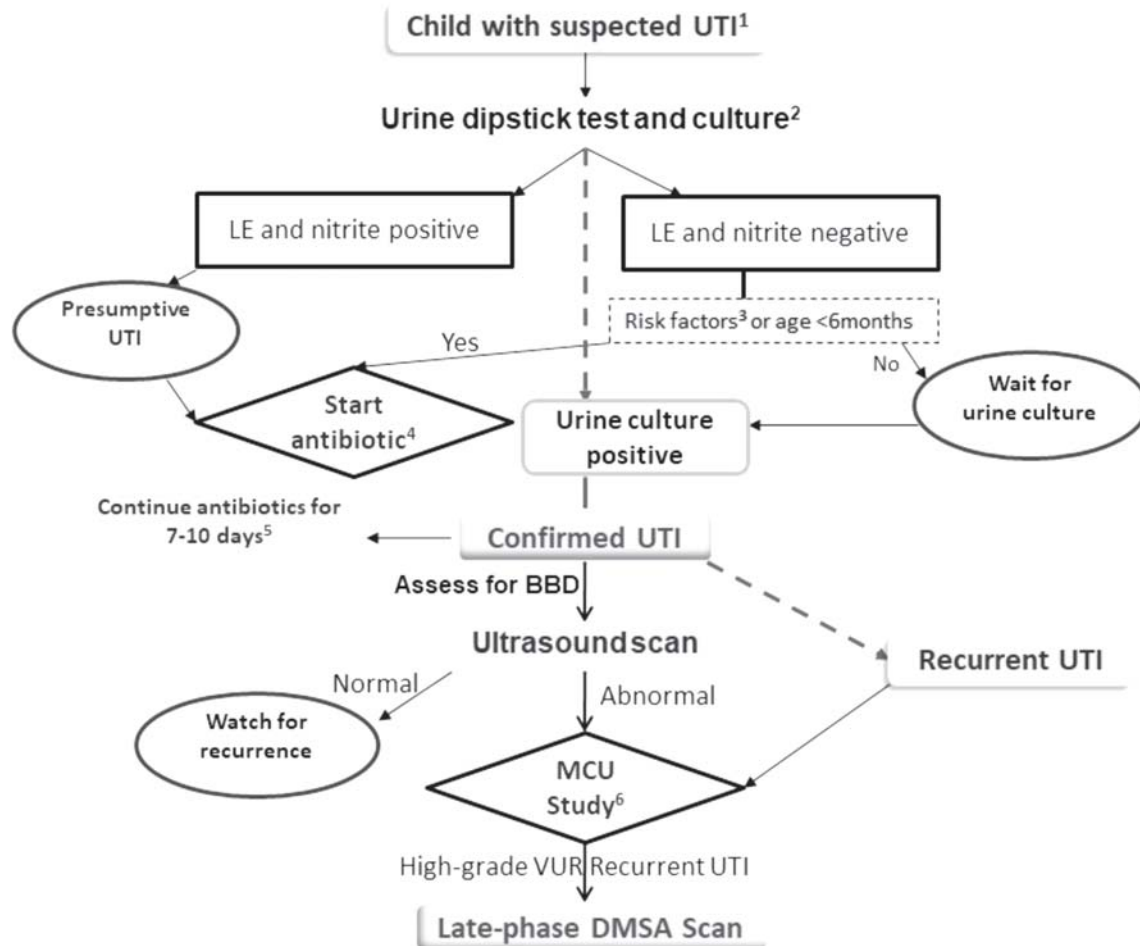 Child with suspected UTI¹
Urine dipstick test and culture²
LE and nitrite positive
LE and nitrite negative
Presumptive
UTI
Risk factors³ or age <6months
Yes
No
Start
antibiotic⁴
Wait for
urine culture
Urine culture
positive
Continue antibiotics for
7-10 days⁵
Confirmed UTI
Assess for BBD
Ultrasound scan
Recurrent UTI
Normal
Abnormal
Watch for
recurrence
MCU
Study⁶
High-grade VUR Recurrent UTI
Late-phase DMSA Scan